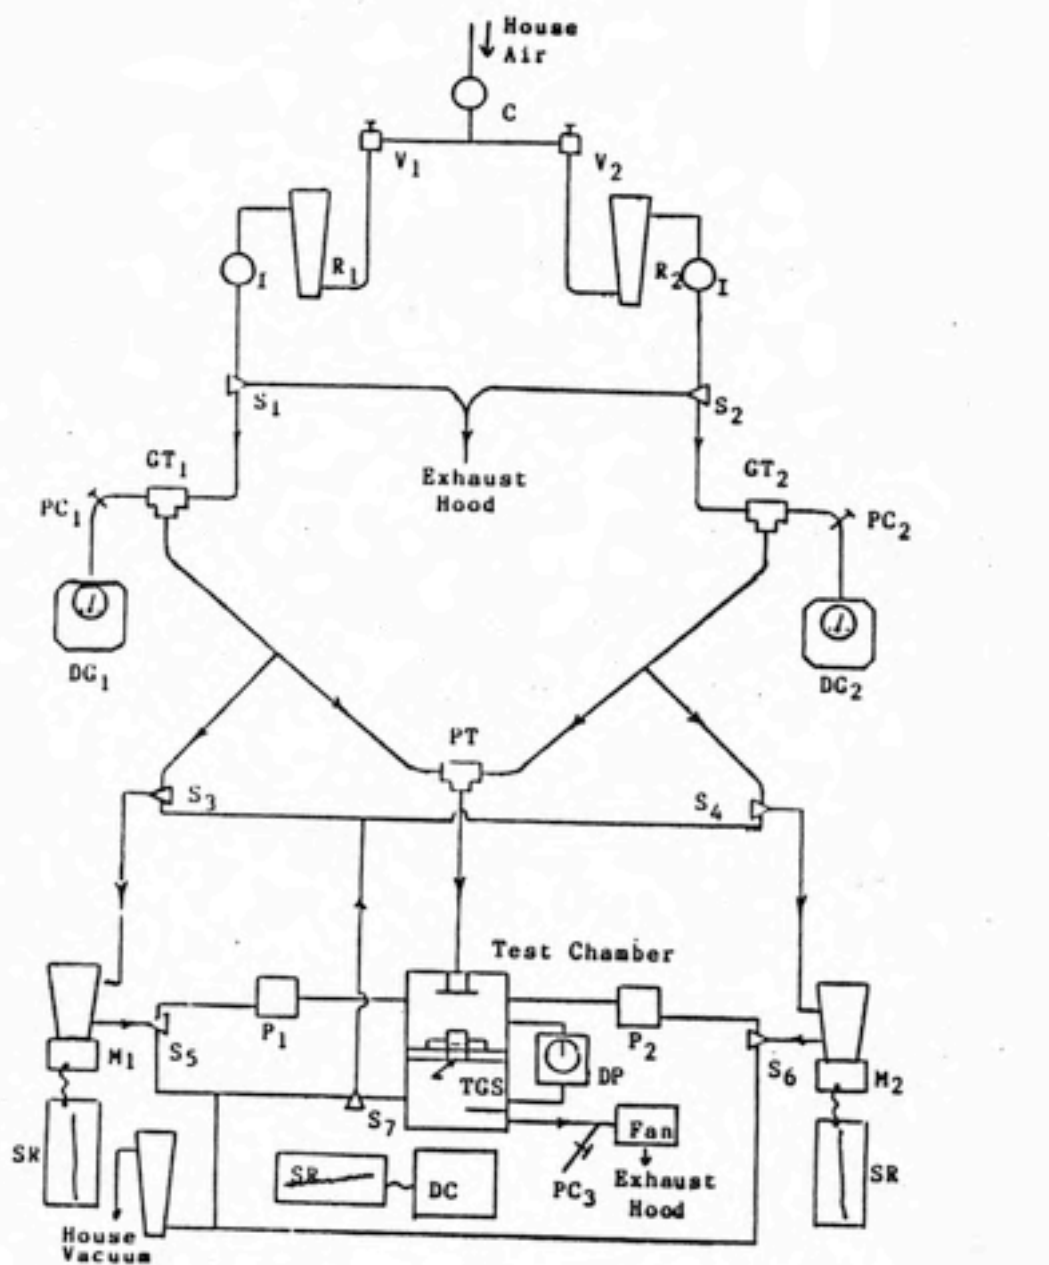 House
Air
C
V1
V2
R1
R2
I
I
S1
S2
Exhaust
Hood
GT1
GT2
PC1
PC2
DG1
DG2
PT
S3
S4
Test Chamber
P1
P2
S5
M1
DP
S6
M2
TGS
S7
Fan
SR
SR
DC
PC3
Exhaust
Hood
SR
House
Vacuum